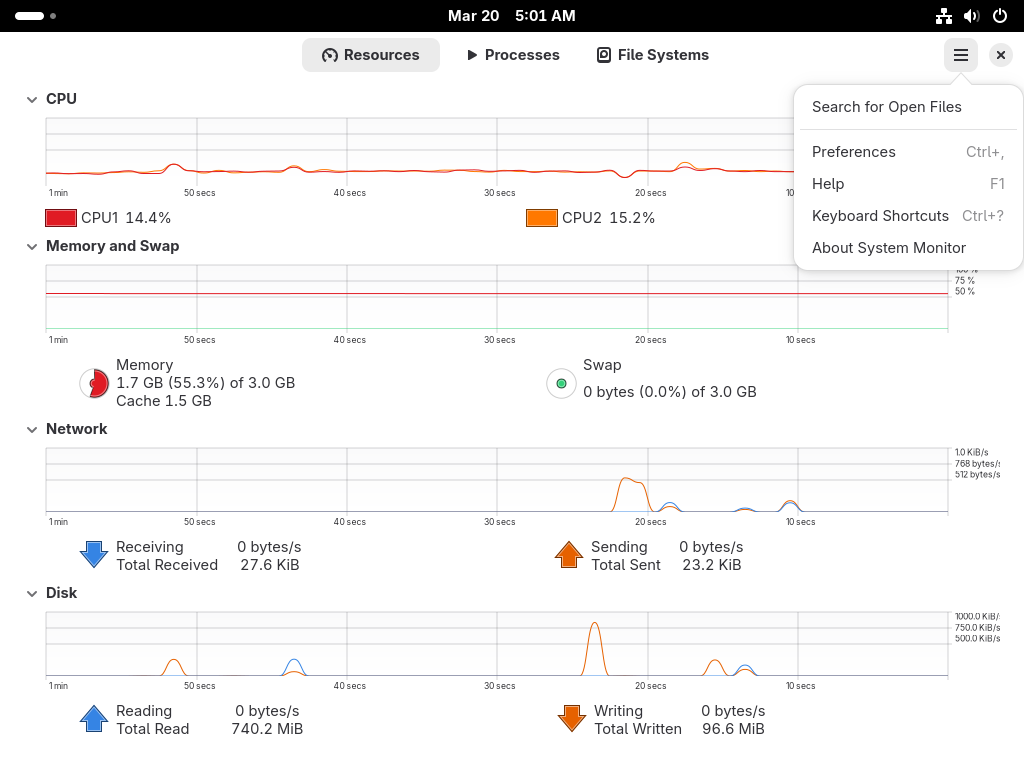 Mar 20 5:01 AM
Resources Processes File Systems
Search for Open Files
Preferences Ctrl+,
Help F1
Keyboard Shortcuts Ctrl+?
About System Monitor
CPU
1 min 50 secs 40 secs 30 secs 20 secs 10
CPU1 14.4% CPU2 15.2%
Memory and Swap
100 %
75 %
50 %
1 min 50 secs 40 secs 30 secs 20 secs 10 secs
Memory
1.7 GB (55.3%) of 3.0 GB
Cache 1.5 GB
Swap
0 bytes (0.0%) of 3.0 GB
Network
1.0 KiB/s
768 bytes/s
512 bytes/s
1 min 50 secs 40 secs 30 secs 20 secs 10 secs
Receiving 0 bytes/s
Total Received 27.6 KiB
Sending 0 bytes/s
Total Sent 23.2 KiB
Disk
1000.0 KiB/s
750.0 KiB/s
500.0 KiB/s
1 min 50 secs 40 secs 30 secs 20 secs 10 secs
Reading 0 bytes/s
Total Read 740.2 MiB
Writing 0 bytes/s
Total Written 96.6 MiB